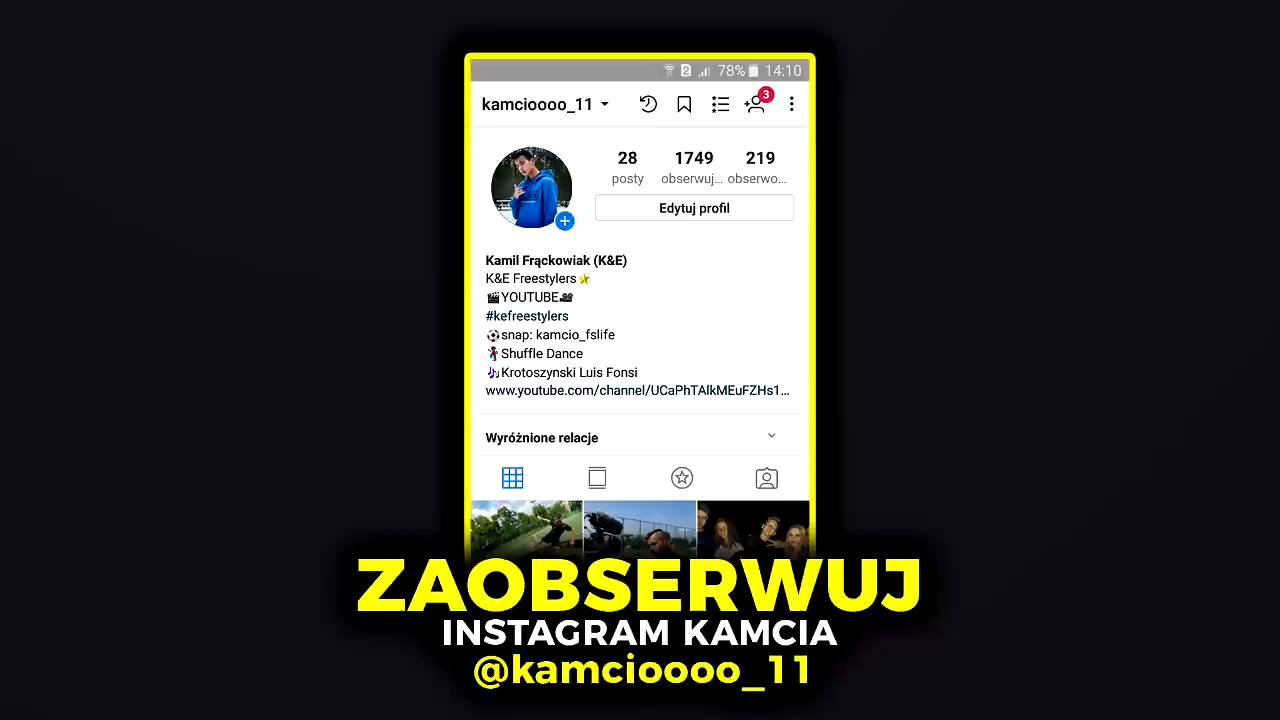 78% 14:10
kamcioooo_11
3
28 1749 219
posty obserwuj... obserwo...
Edytuj profil
Kamil Frąckowiak (K&E)
K&E Freestylers
YOUTUBE
#kefreestylers
snap: kamcio_fslife
Shuffle Dance
Krotoszynski Luis Fonsi
www.youtube.com/channel/UCaPhTAlkMEuFZHs1...
Wyróżnione relacje
ZAOBSERWUJ
INSTAGRAM KAMCIA
@kamcioooo_11